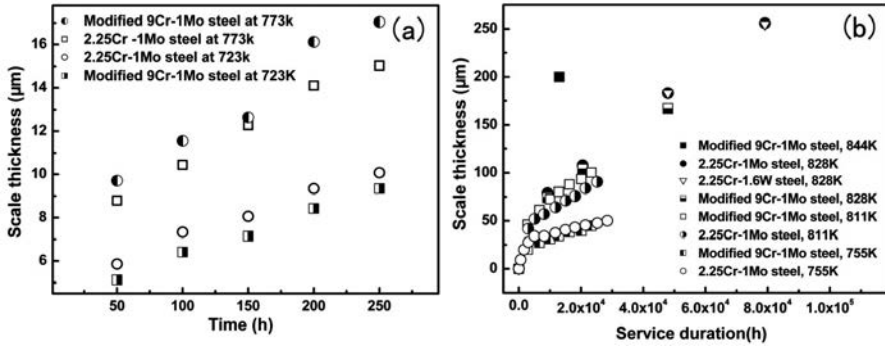 (a)
Modified 9Cr-1Mo steel at 773k
2.25Cr -1Mo steel at 773k
2.25Cr-1Mo steel at 723k
Modified 9Cr-1Mo steel at 723K
Scale thickness (µm)
16
14
12
10
8
6
50
100
150
200
250
Time (h)
(b)
Scale thickness (µm)
250
200
150
100
50
0
Modified 9Cr-1Mo steel, 844K
2.25Cr-1Mo steel, 828K
2.25Cr-1.6W steel, 828K
Modified 9Cr-1Mo steel, 828K
Modified 9Cr-1Mo steel, 811K
2.25Cr-1Mo steel, 811K
Modified 9Cr-1Mo steel, 755K
2.25Cr-1Mo steel, 755K
0.0
2.0x10⁴
4.0x10⁴
6.0x10⁴
8.0x10⁴
1.0x10⁵
Service duration(h)